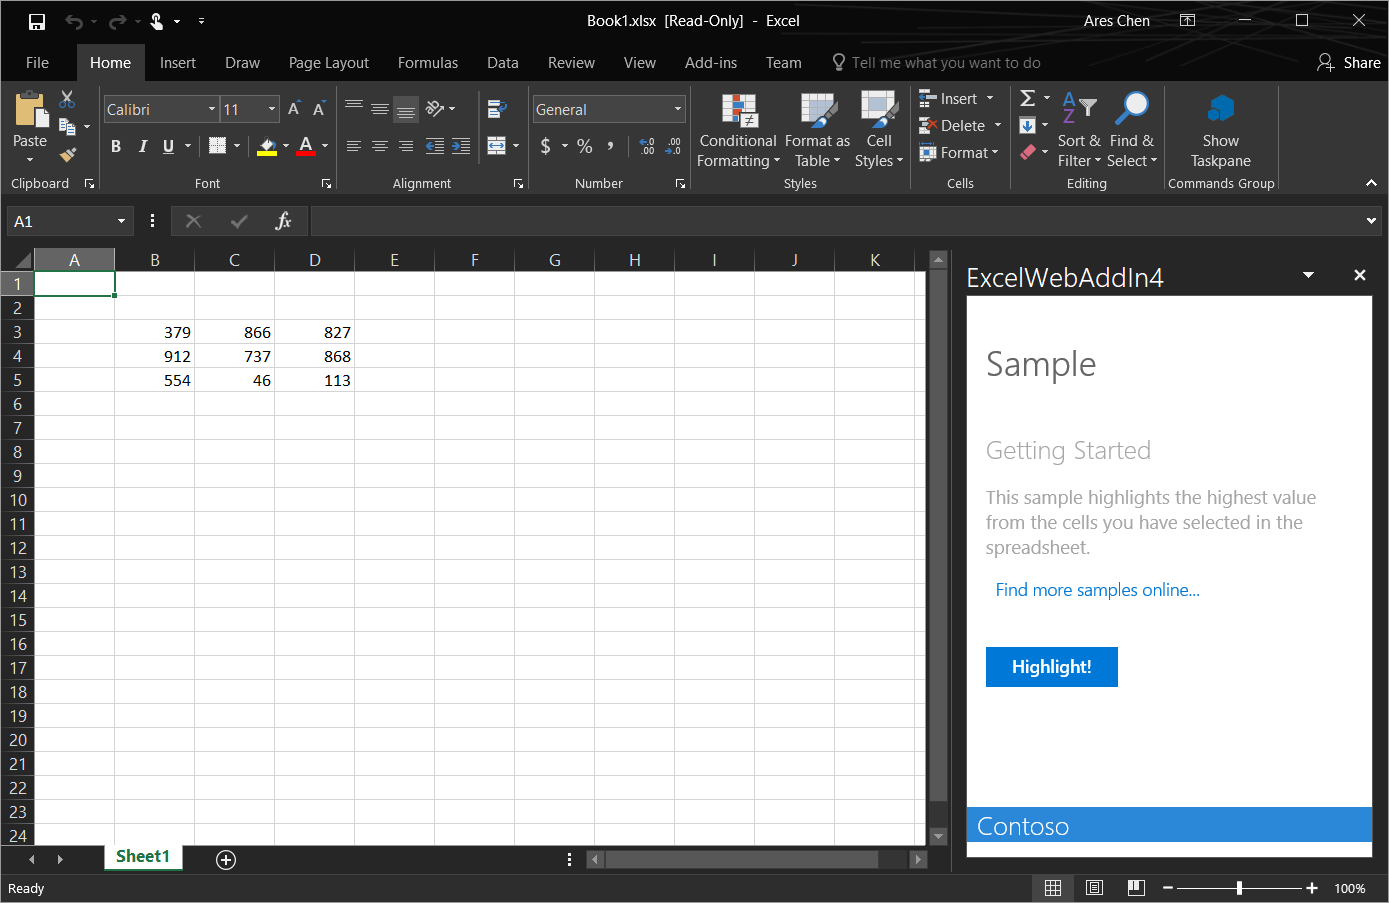 Book1.xlsx [Read-Only] - Excel
Ares Chen
File Home Insert Draw Page Layout Formulas Data Review View Add-ins Team Tell me what you want to do Share
Paste
Clipboard
Calibri 11
B I U
Font
Alignment
General
$ % ,
Number
Conditional Formatting
Format as Table
Cell Styles
Styles
Insert
Delete
Format
Cells
Sort & Filter
Find & Select
Editing
Show Taskpane
Commands Group
A1
fx
A B C D E F G H I J K
1
2
3 379 866 827
4 912 737 868
5 554 46 113
6
7
8
9
10
11
12
13
14
15
16
17
18
19
20
21
22
23
24
Sheet1
ExcelWebAddIn4
Sample
Getting Started
This sample highlights the highest value
from the cells you have selected in the
spreadsheet.
Find more samples online...
Highlight!
Contoso
Ready
100%